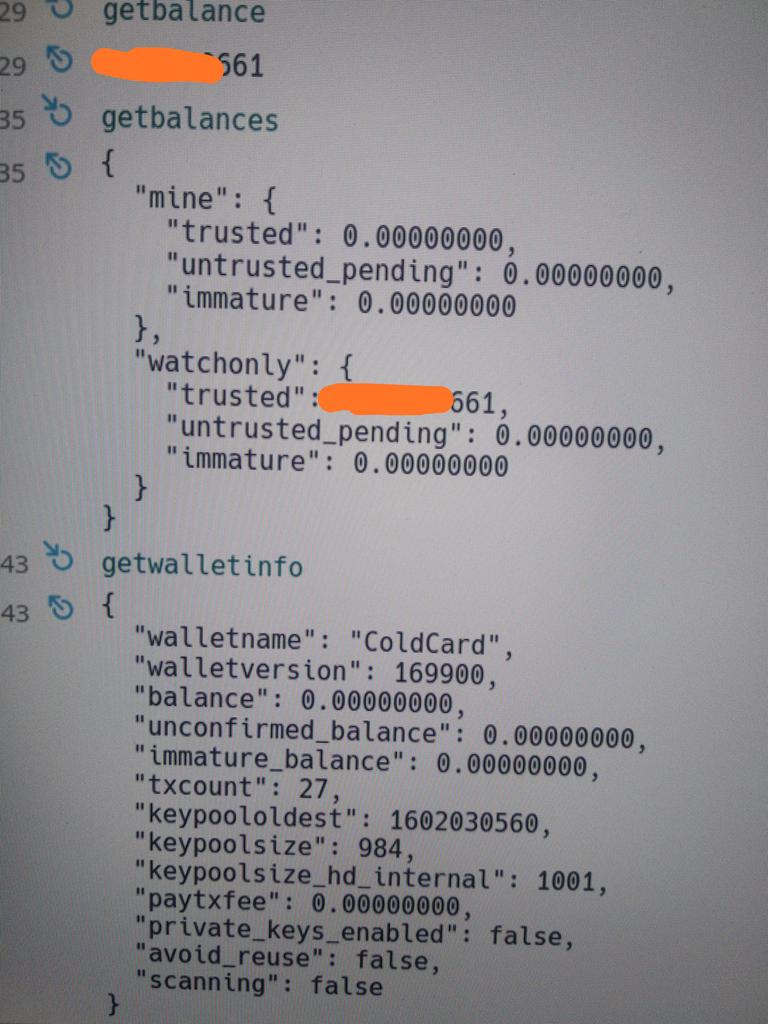 29 getbalance
29 661
35 getbalances
35 {
"mine": {
"trusted": 0.00000000,
"untrusted_pending": 0.00000000,
"immature": 0.00000000
},
"watchonly": {
"trusted": 661,
"untrusted_pending": 0.00000000,
"immature": 0.00000000
}
}
43 getwalletinfo
43 {
"walletname": "ColdCard",
"walletversion": 169900,
"balance": 0.00000000,
"unconfirmed_balance": 0.00000000,
"immature_balance": 0.00000000,
"txcount": 27,
"keypoololdest": 1602030560,
"keypoolsize": 984,
"keypoolsize_hd_internal": 1001,
"paytxfee": 0.00000000,
"private_keys_enabled": false,
"avoid_reuse": false,
"scanning": false
}